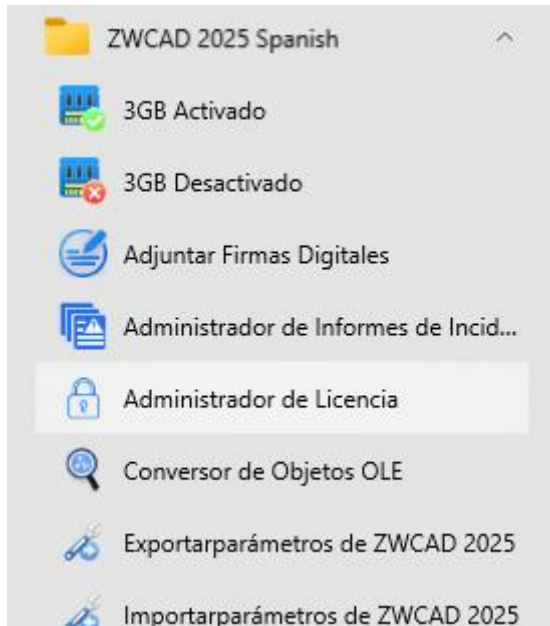 ZWCAD 2025 Spanish
3GB Activado
3GB Desactivado
Adjuntar Firmas Digitales
Administrador de Informes de Incid...
Administrador de Licencia
Conversor de Objetos OLE
Exportarparámetros de ZWCAD 2025
Importarparámetros de ZWCAD 2025